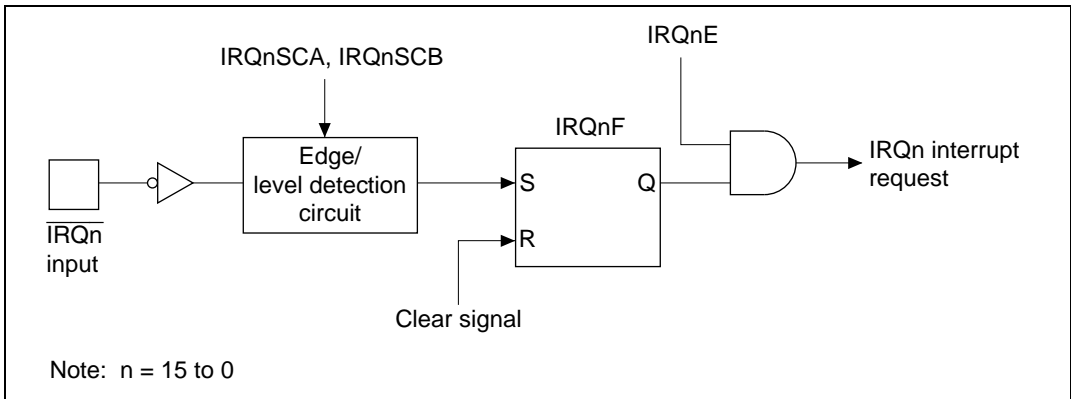 IRQnE
IRQnSCA, IRQnSCB
IRQnF
Edge/
level detection
circuit
S
Q
R
IRQn interrupt
request
IRQn
input
Clear signal
Note: n = 15 to 0